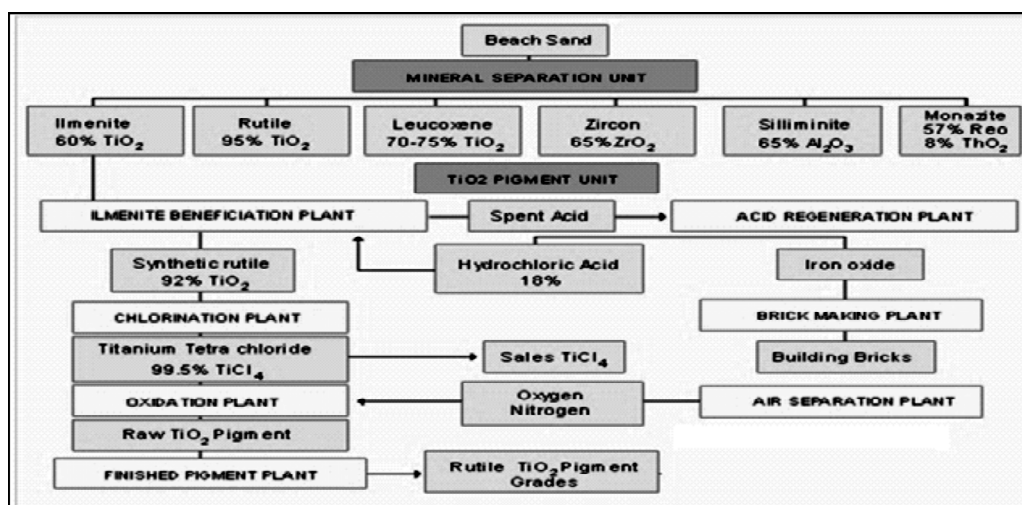 Beach Sand
MINERAL SEPARATION UNIT
Ilmenite
60% TiO₂
Rutile
95% TiO₂
Leucoxene
70-75% TiO₂
Zircon
65%ZrO₂
Silliminite
65% Al₂O₃
Monazite
57% Reo
8% ThO₂
TiO2 PIGMENT UNIT
ILMENITE BENEFICIATION PLANT
Spent Acid
ACID REGENERATION PLANT
Synthetic rutile
92% TiO₂
Hydrochloric Acid
18%
Iron oxide
CHLORINATION PLANT
BRICK MAKING PLANT
Titanium Tetra chloride
99.5% TiCl₄
Sales TiCl₄
Building Bricks
OXIDATION PLANT
Oxygen
Nitrogen
AIR SEPARATION PLANT
Raw TiO₂ Pigment
FINISHED PIGMENT PLANT
Rutile TiO₂ Pigment
Grades